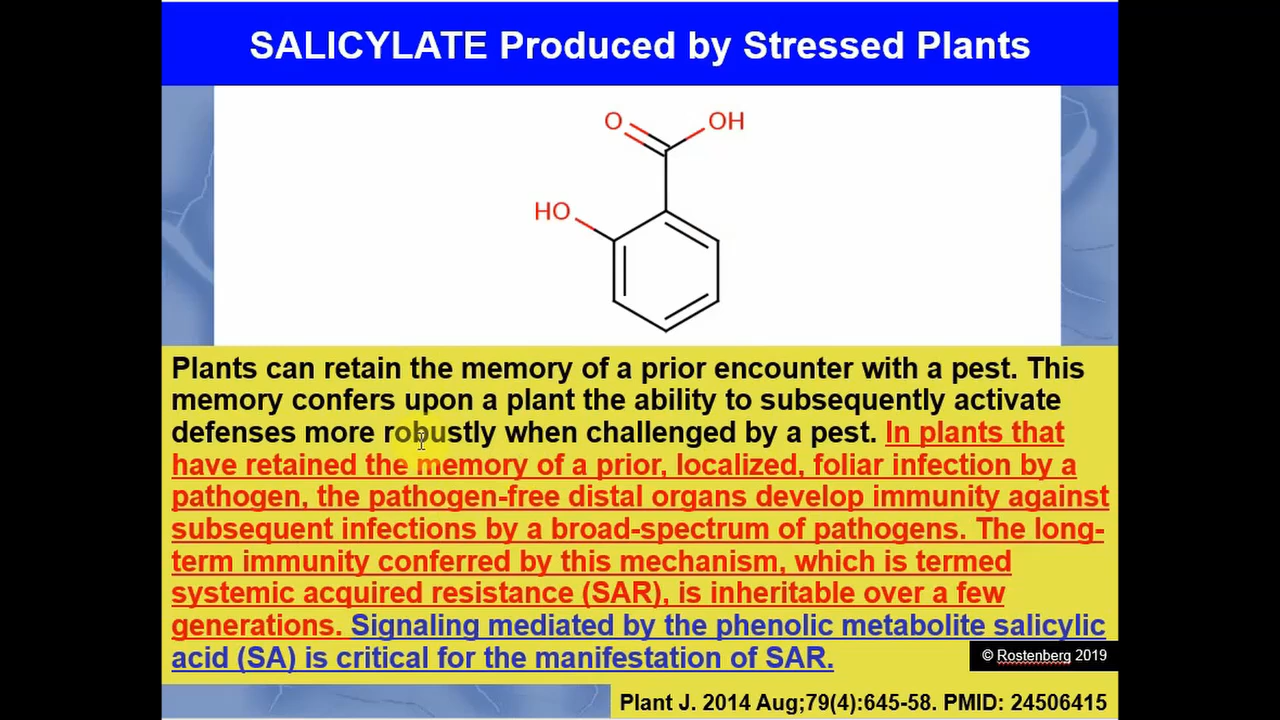 SALICYLATE Produced by Stressed Plants
O
OH
HO
Plants can retain the memory of a prior encounter with a pest. This
memory confers upon a plant the ability to subsequently activate
defenses more robustly when challenged by a pest. In plants that
have retained the memory of a prior, localized, foliar infection by a
pathogen, the pathogen-free distal organs develop immunity against
subsequent infections by a broad-spectrum of pathogens. The long-
term immunity conferred by this mechanism, which is termed
systemic acquired resistance (SAR), is inheritable over a few
generations. Signaling mediated by the phenolic metabolite salicylic
acid (SA) is critical for the manifestation of SAR.
© Rostenberg 2019
Plant J. 2014 Aug;79(4):645-58. PMID: 24506415